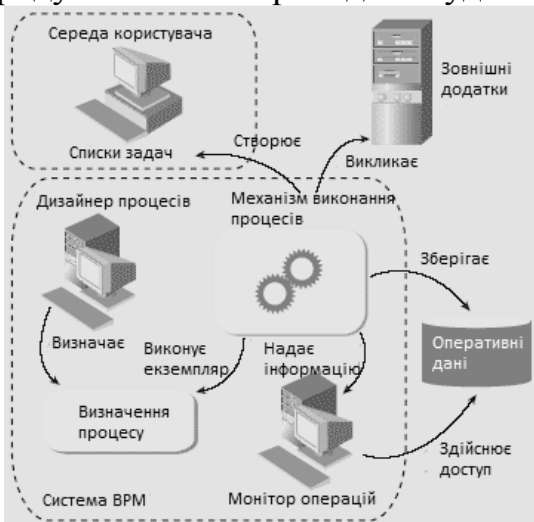 Середа користувача
Списки задач
Зовнішні
додатки
Створює
Викликає
Дизайнер процесів
Механізм виконання
процесів
Зберігає
Визначає
Виконує
екземпляр
Надає
інформацію
Оперативні
дані
Визначення
процесу
Здійснює
доступ
Система BPM
Монітор операцій